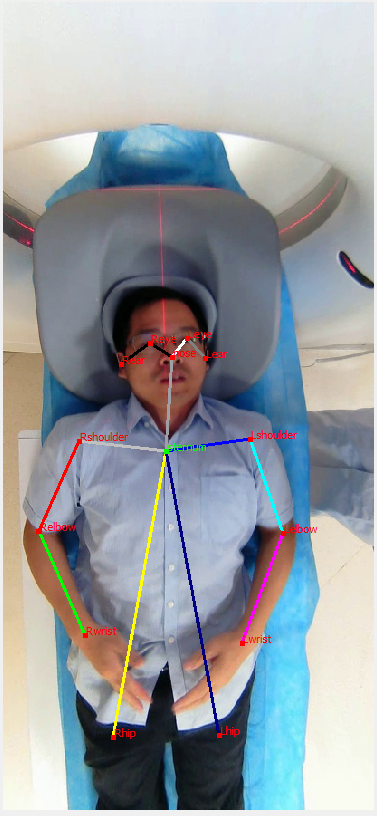 Reye
Leye
Rear
nose
Lear
Rshoulder
Lshoulder
sternum
Relbow
Lelbow
Rwrist
Lwrist
Rhip
Lhip